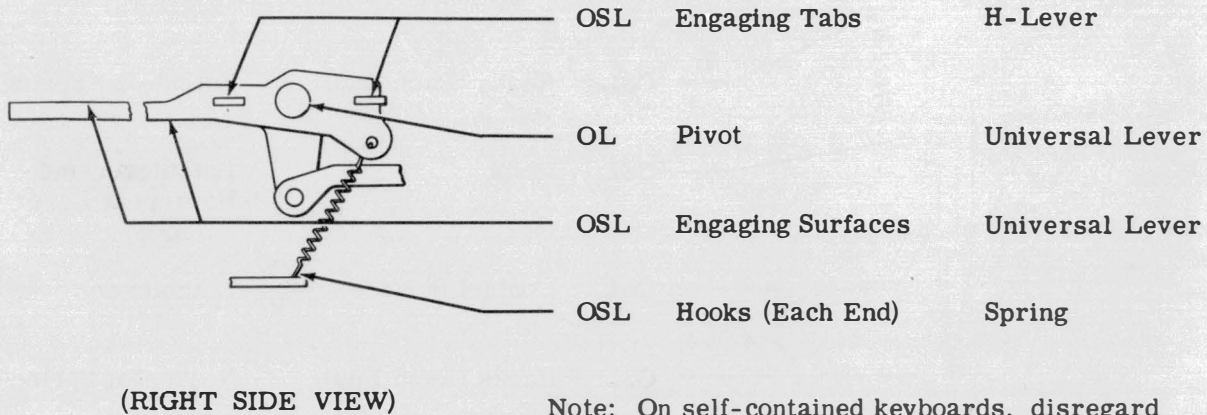 OSL Engaging Tabs H-Lever
OL Pivot Universal Lever
OSL Engaging Surfaces Universal Lever
OSL Hooks (Each End) Spring
(RIGHT SIDE VIEW)
Note: On self-contained keyboards, disregard